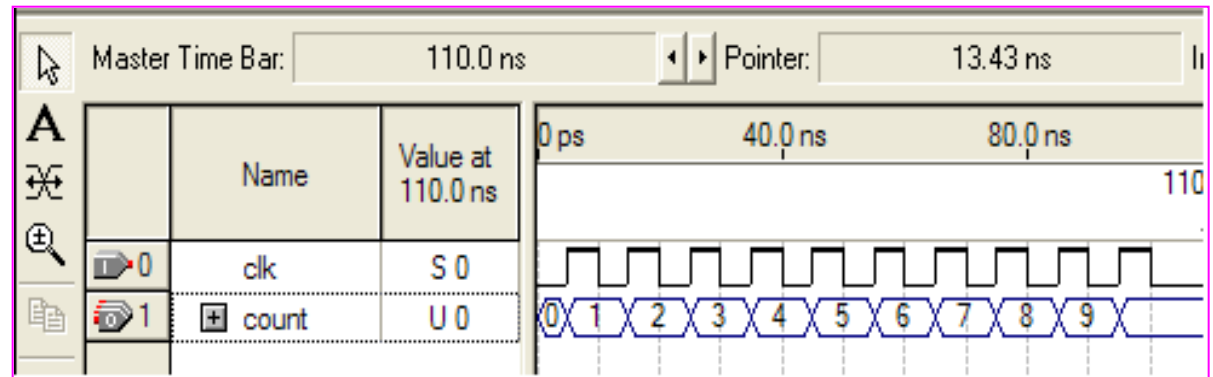 Master Time Bar: 110.0 ns Pointer: 13.43 ns
A
Name Value at 110.0 ns 0 ps 40.0 ns 80.0 ns
110
0 clk S 0
1 count U 0 0 1 2 3 4 5 6 7 8 9